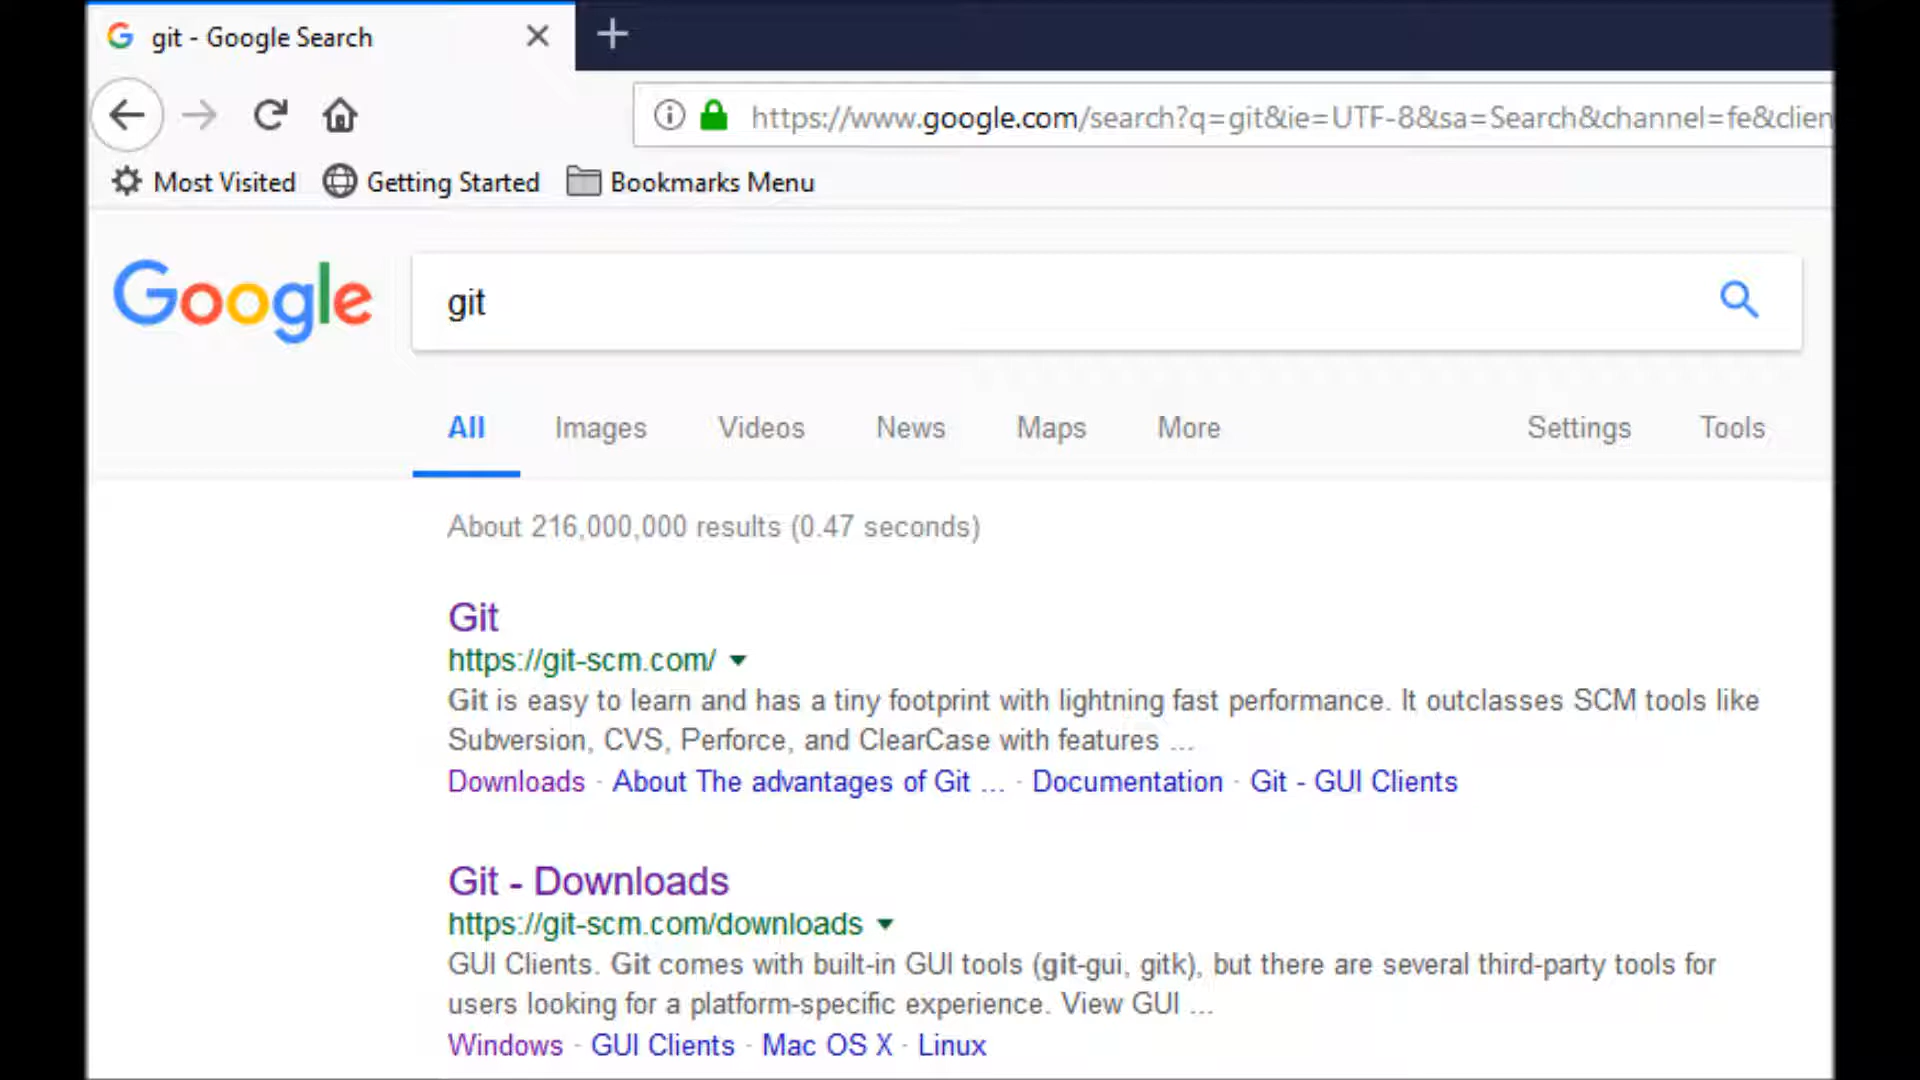 git - Google Search
https://www.google.com/search?q=git&ie=UTF-8&sa=Search&channel=fe&clien
Most Visited Getting Started Bookmarks Menu
Google git
All Images Videos News Maps More Settings Tools
About 216,000,000 results (0.47 seconds)
Git
https://git-scm.com/
Git is easy to learn and has a tiny footprint with lightning fast performance. It outclasses SCM tools like
Subversion, CVS, Perforce, and ClearCase with features ...
Downloads · About The advantages of Git ... · Documentation · Git - GUI Clients
Git - Downloads
https://git-scm.com/downloads
GUI Clients. Git comes with built-in GUI tools (git-gui, gitk), but there are several third-party tools for
users looking for a platform-specific experience. View GUI ...
Windows · GUI Clients · Mac OS X · Linux